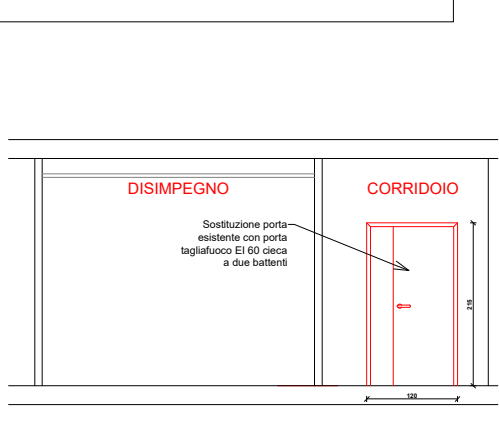 DISIMPEGNO
CORRIDOIO
Sostituzione porta
esistente con porta
tagliafuoco EI 60 cieca
a due battenti
215
120